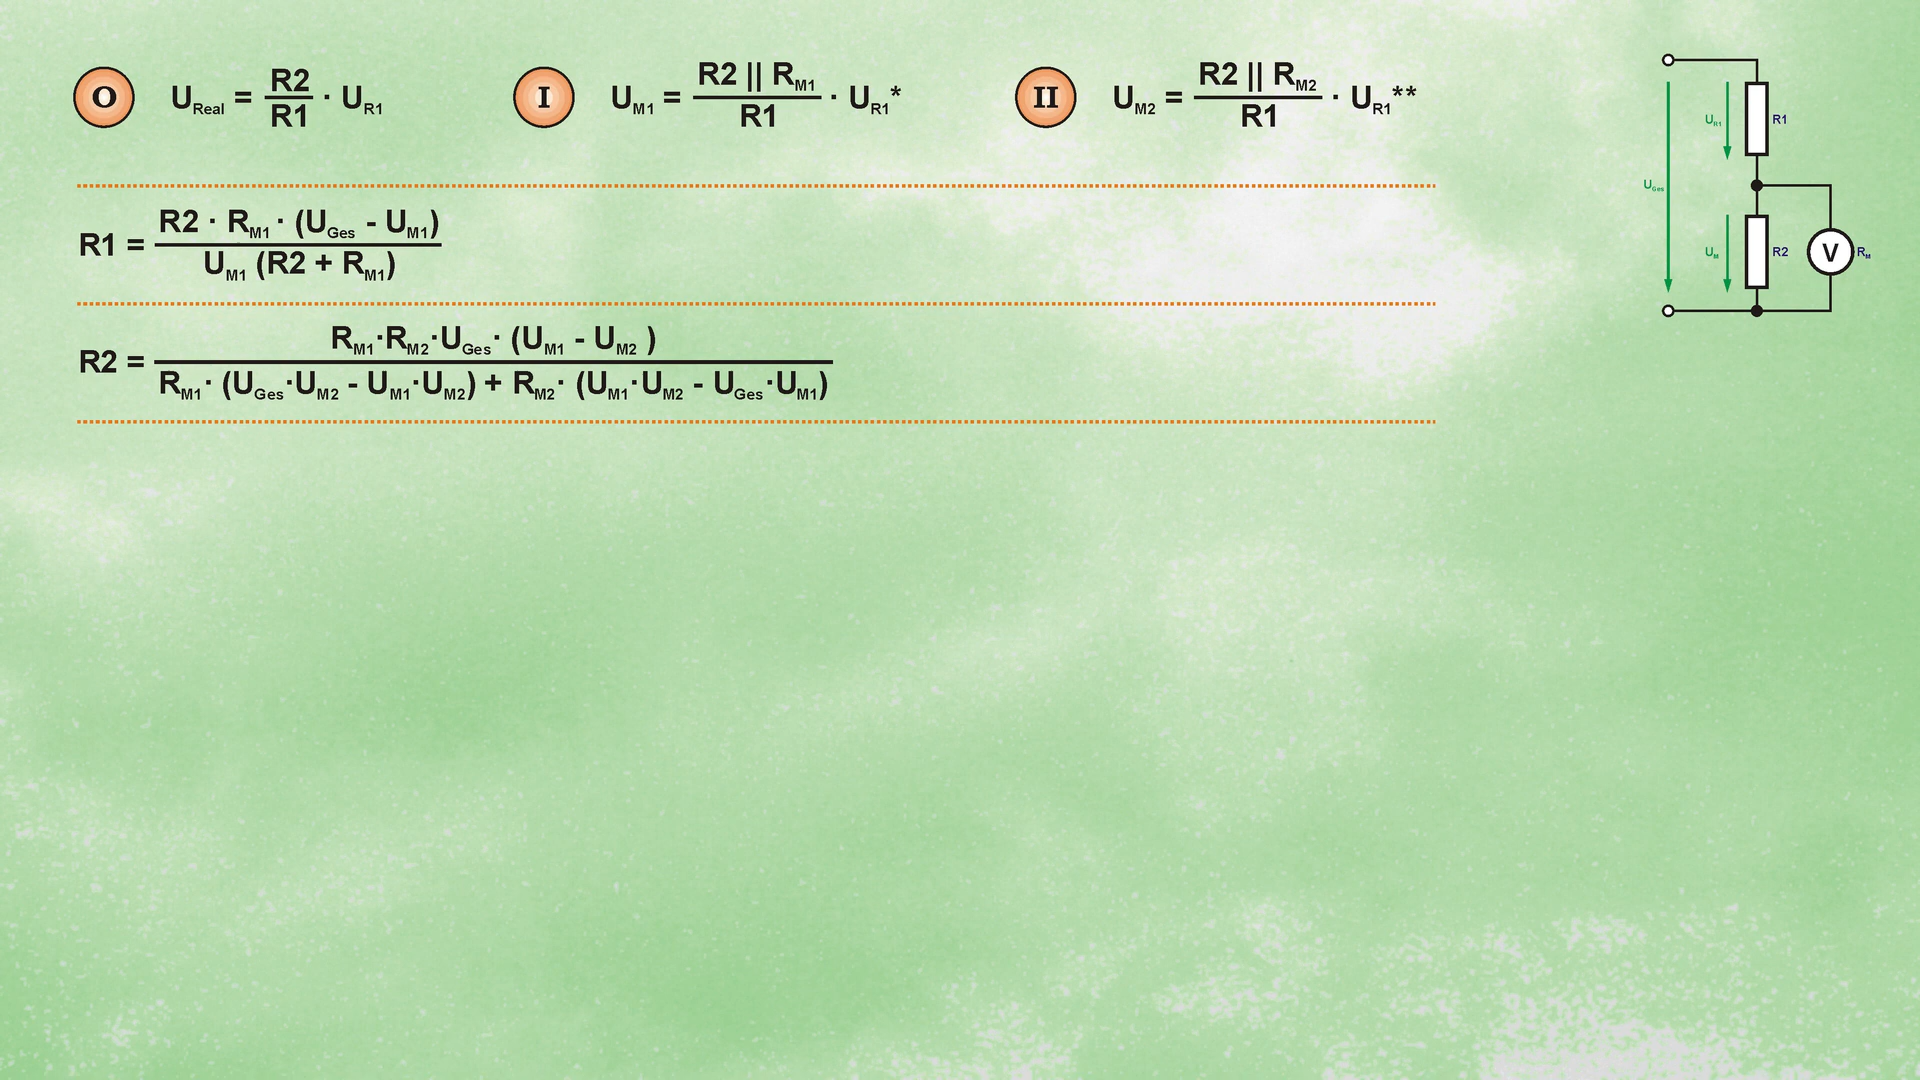 O U_Real = R2 / R1 · U_R1 I U_M1 = R2 || R_M1 / R1 · U_R1* II U_M2 = R2 || R_M2 / R1 · U_R1**
R1 = R2 · R_M1 · (U_Ges - U_M1) / U_M1 (R2 + R_M1)
R2 = R_M1·R_M2·U_Ges· (U_M1 - U_M2 ) / R_M1· (U_Ges·U_M2 - U_M1·U_M2) + R_M2· (U_M1·U_M2 - U_Ges·U_M1)
U_R1 R1
U_Ges
U_M R2 V R_M